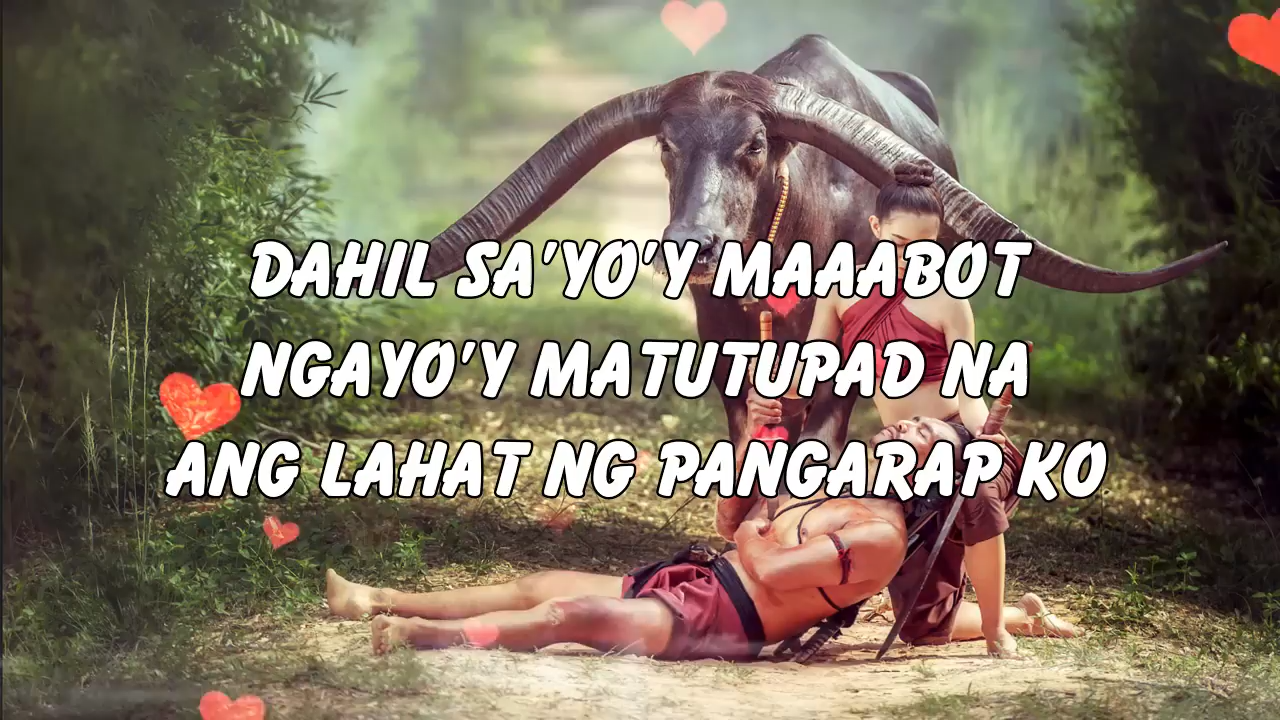 DAHIL SA'YO'Y MAAABOT
NGAYO'Y MATUTUPAD NA
ANG LAHAT NG PANGARAP KO